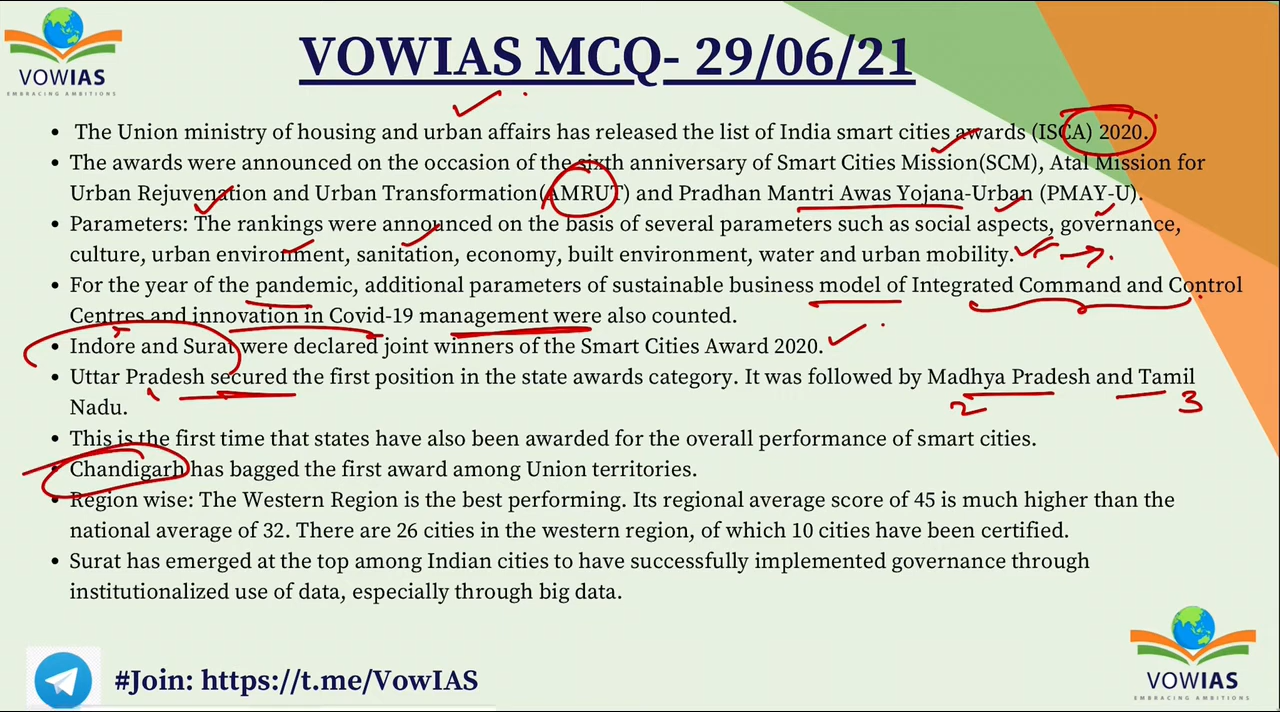 VOWIAS
EMBRACING AMBITIONS
VOWIAS MCQ- 29/06/21
• The Union ministry of housing and urban affairs has released the list of India smart cities awards (ISCA) 2020.
• The awards were announced on the occasion of the sixth anniversary of Smart Cities Mission(SCM), Atal Mission for
Urban Rejuvenation and Urban Transformation(AMRUT) and Pradhan Mantri Awas Yojana-Urban (PMAY-U).
• Parameters: The rankings were announced on the basis of several parameters such as social aspects, governance,
culture, urban environment, sanitation, economy, built environment, water and urban mobility.
• For the year of the pandemic, additional parameters of sustainable business model of Integrated Command and Control
Centres and innovation in Covid-19 management were also counted.
• Indore and Surat were declared joint winners of the Smart Cities Award 2020.
• Uttar Pradesh secured the first position in the state awards category. It was followed by Madhya Pradesh and Tamil
Nadu.
1 2 3
• This is the first time that states have also been awarded for the overall performance of smart cities.
• Chandigarh has bagged the first award among Union territories.
• Region wise: The Western Region is the best performing. Its regional average score of 45 is much higher than the
national average of 32. There are 26 cities in the western region, of which 10 cities have been certified.
• Surat has emerged at the top among Indian cities to have successfully implemented governance through
institutionalized use of data, especially through big data.
#Join: https://t.me/VowIAS
VOWIAS
EMBRACING AMBITIONS